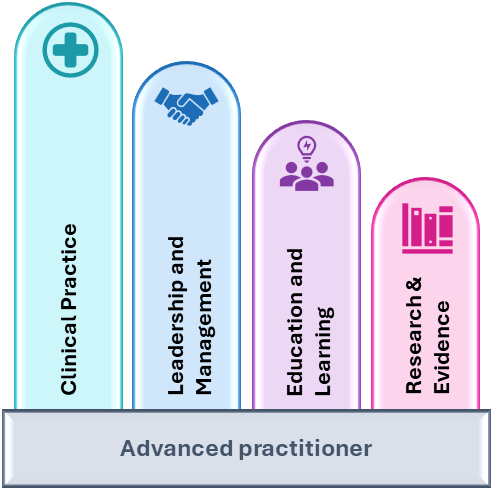 Clinical Practice
Leadership and
Management
Education and
Learning
Research &
Evidence
Advanced practitioner